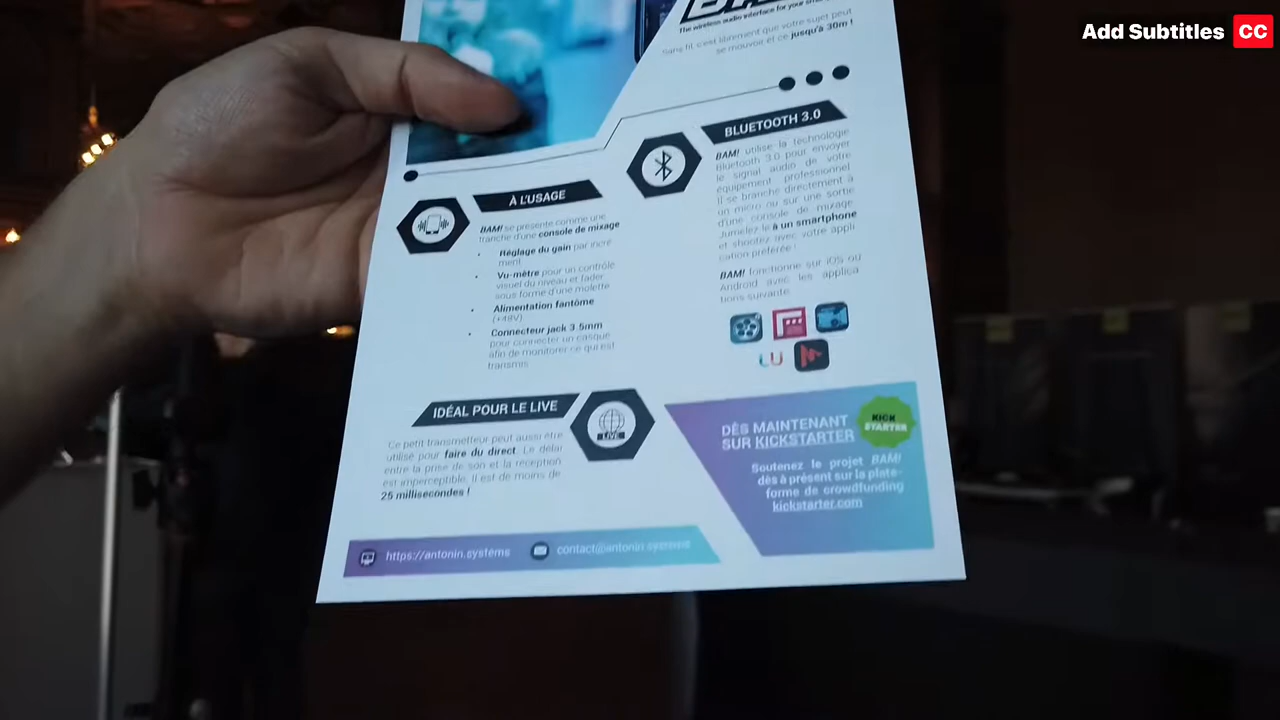 Add Subtitles CC
The wireless audio interface for your
Sans fil, c'est librement que votre sujet peut
se mouvoir et ce jusqu'à 30m !
BLUETOOTH 3.0
BAM! utilise la technologie
Bluetooth 3.0 pour envoyer
le signal audio de votre
équipement professionnel
Il se branche directement à
un micro ou sur une sortie
d'une console de mixage.
Jumelez le à un smartphone
et shootez avec votre appli
cation préférée !
BAM! fonctionne sur iOS ou
Android avec les applica
tions suivante.
À L'USAGE
BAM! se présente comme une
tranche d'une console de mixage
• Réglage du gain par incré
ment
• Vu-mètre pour un contrôle
visuel du niveau et fader
sous forme d'une molette
• Alimentation fantôme
(+48V)
• Connecteur jack 3.5mm
pour connecter un casque
afin de monitorer ce qui est
transmis
IDÉAL POUR LE LIVE
LIVE
Ce petit transmetteur peut aussi être
utilisé pour faire du direct. Le délai
entre la prise de son et la réception
est imperceptible. Il est de moins de
25 millisecondes !
DÈS MAINTENANT
SUR KICKSTARTER
KICK
STARTER
Soutenez le projet BAM!
dès à présent sur la plate-
forme de crowdfunding
kickstarter.com
https://antonin.systems contact@antonin.systems